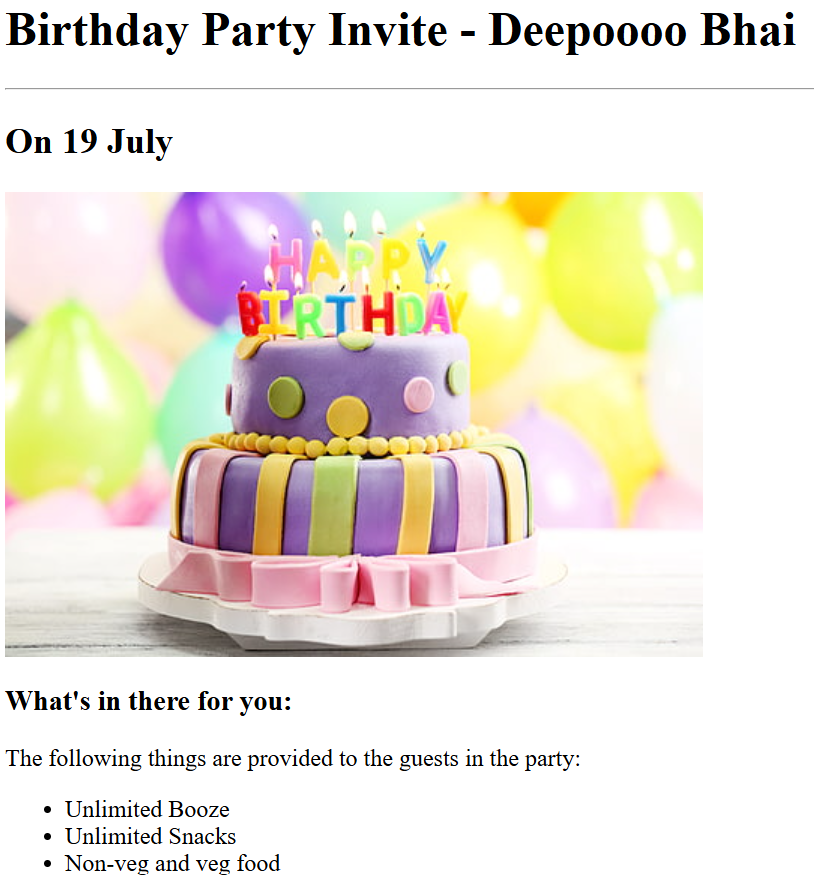 Birthday Party Invite - Deepoooo Bhai
On 19 July
HAPPY
BIRTHDAY
What's in there for you:
The following things are provided to the guests in the party:
Unlimited Booze
Unlimited Snacks
Non-veg and veg food